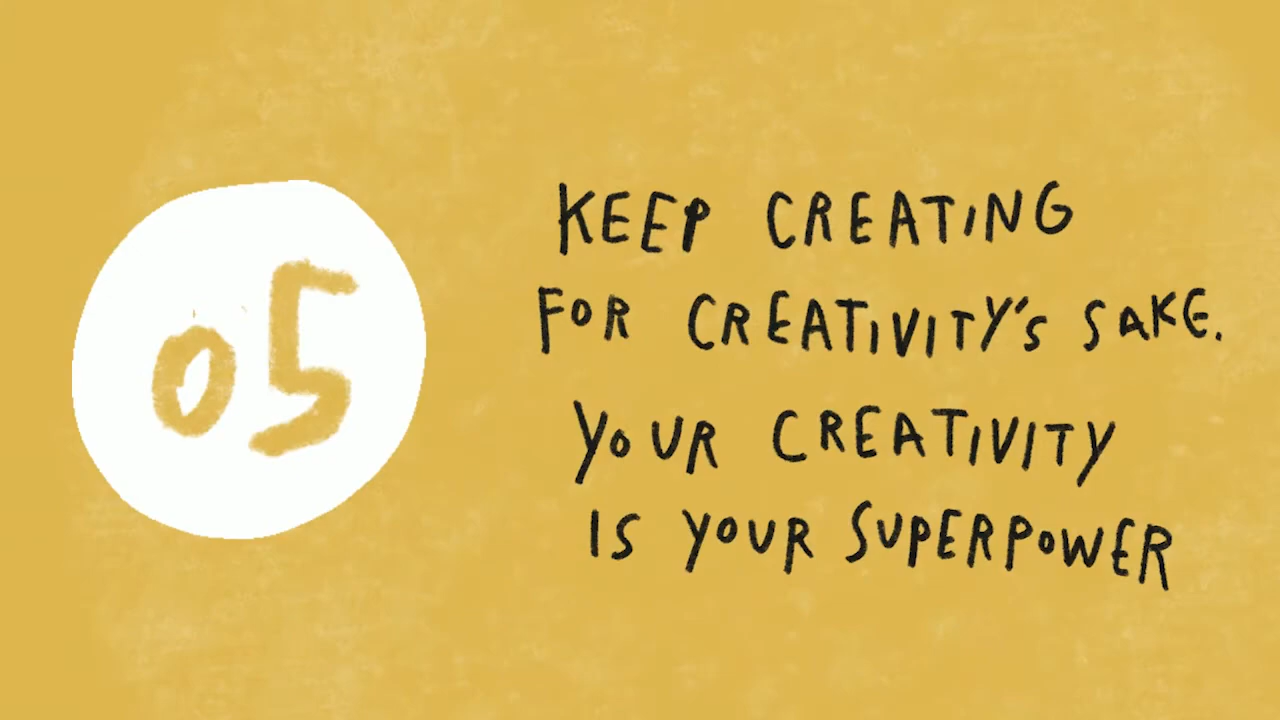 05
KEEP CREATING
FOR CREATIVITY'S SAKE.
YOUR CREATIVITY
IS YOUR SUPERPOWER